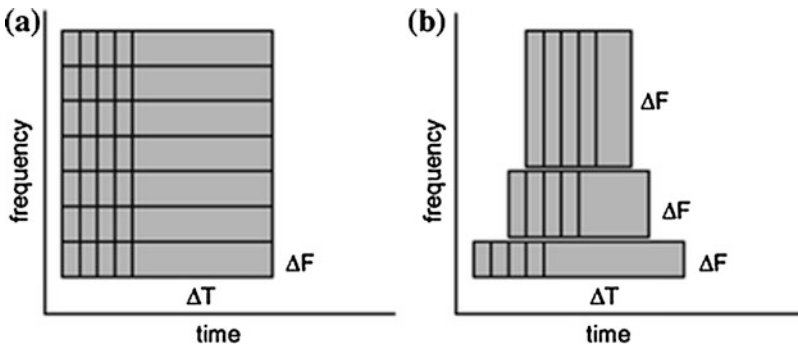 (a)
frequency
ΔF
ΔT
time
(b)
frequency
ΔF
ΔF
ΔF
ΔT
time